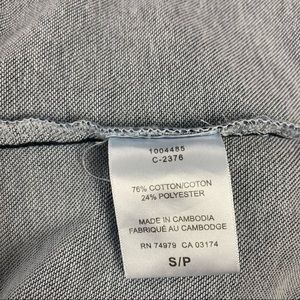 1004485
C-2376
76% COTTON/COTON
24% POLYESTER
MADE IN CAMBODIA
FABRIQUÉ AU CAMBODGE
RN 74979 CA 03174
S/P